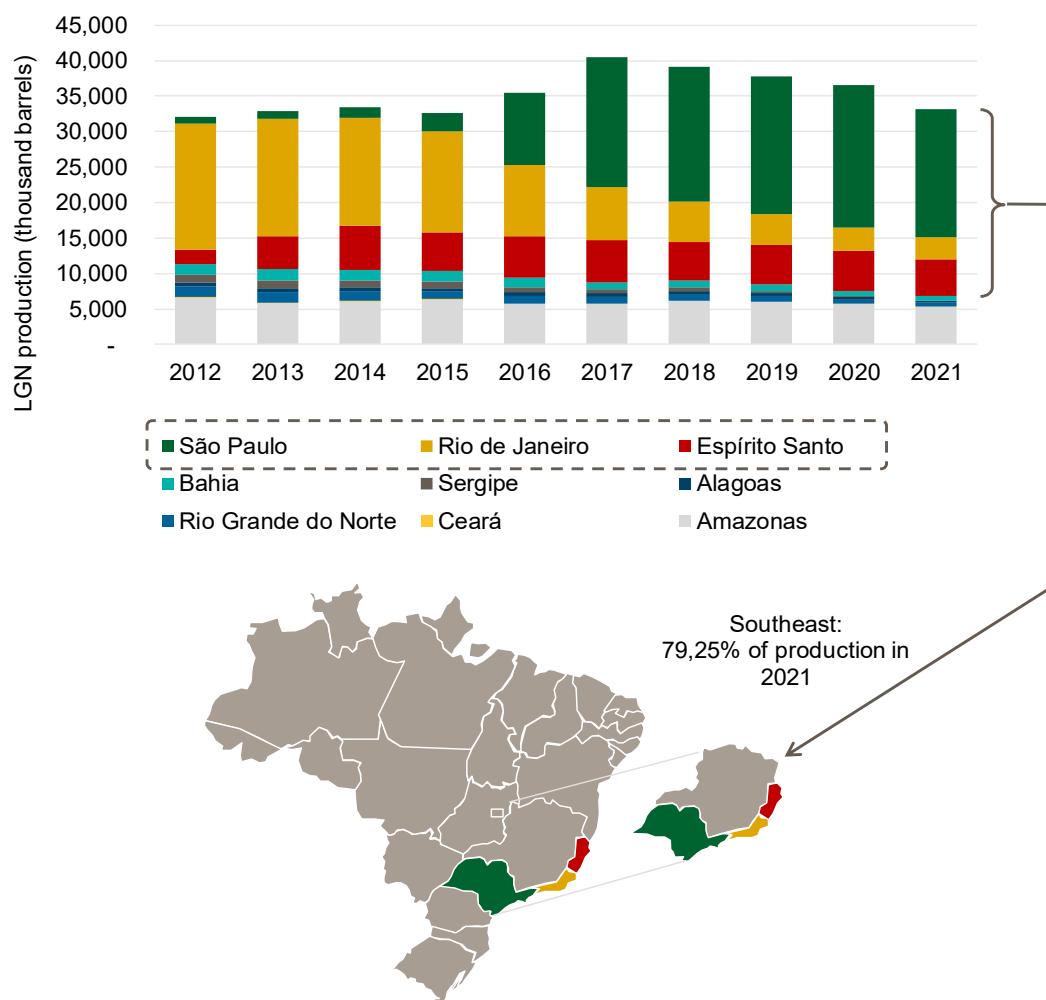 LGN production (thousand barrels)
45,000
40,000
35,000
30,000
25,000
20,000
15,000
10,000
5,000
-
2012 2013 2014 2015 2016 2017 2018 2019 2020 2021
São Paulo Rio de Janeiro Espírito Santo
Bahia Sergipe Alagoas
Rio Grande do Norte Ceará Amazonas
Southeast:
79,25% of production in
2021